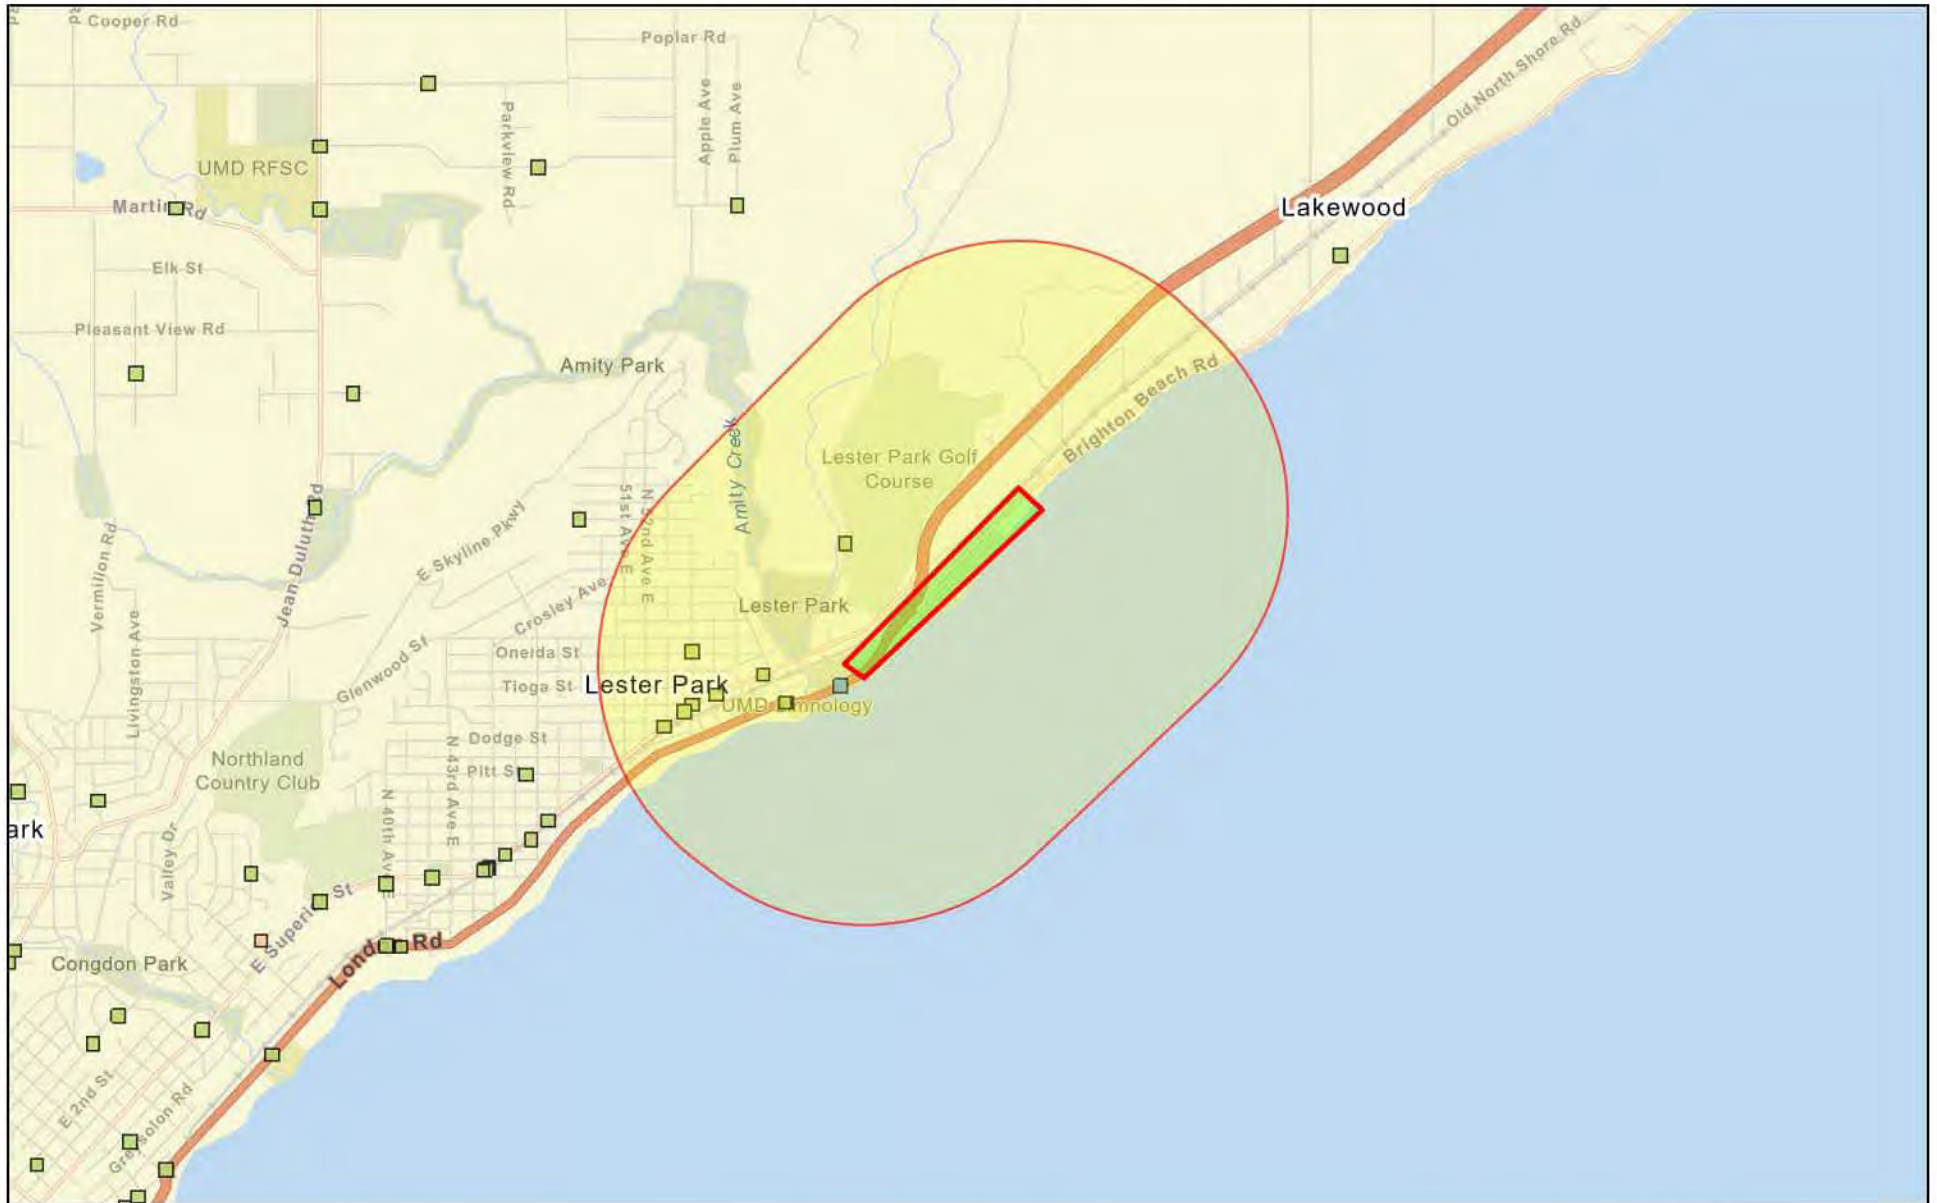 Cooper Rd
Poplar Rd
Apple Ave
Plum Ave
Parkview Rd
Old North Shore Rd
UMD RFSC
Martin Rd
Lakewood
Elk St
Pleasant View Rd
Amity Park
Brighton Beach Rd
Amity Creek
Lester Park Golf
Course
51st Ave E
N 52nd Ave E
Jean Duluth Rd
E Skyline Pkwy
Vermilion Rd
Livingston Ave
Crosley Ave
Lester Park
Glenwood St
Oneida St
Tioga St
Lester Park
UMD Limnology
Dodge St
Pitt St
N 43rd Ave E
N 40th Ave E
Northland
Country Club
ark
Valley Dr
E Superior St
London Rd
Congdon Park
E 2nd St
Greysolon Rd